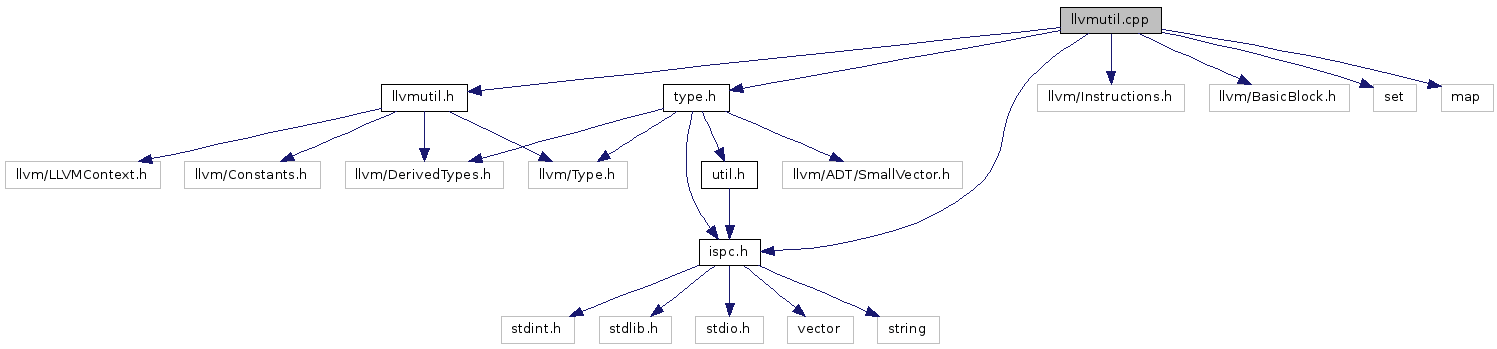 llvmutil.cpp
llvmutil.h
type.h
llvm/Instructions.h
llvm/BasicBlock.h
set
map
llvm/LLVMContext.h
llvm/Constants.h
llvm/DerivedTypes.h
llvm/Type.h
util.h
llvm/ADT/SmallVector.h
ispc.h
stdint.h
stdlib.h
stdio.h
vector
string